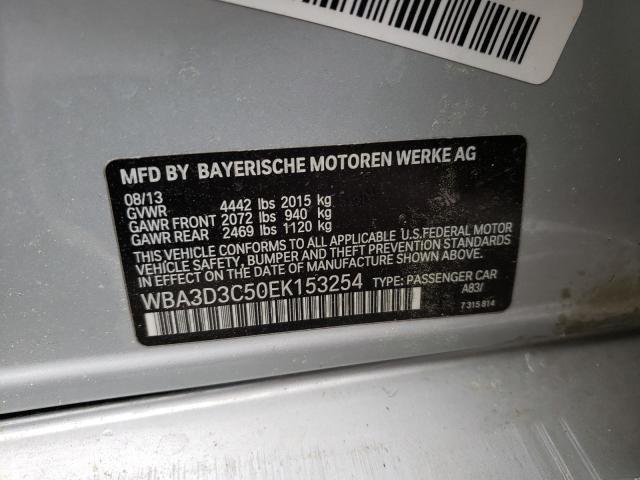 MFD BY BAYERISCHE MOTOREN WERKE AG
08/13
GVWR 4442 lbs 2015 kg
GAWR FRONT 2072 lbs 940 kg
GAWR REAR 2469 lbs 1120 kg
THIS VEHICLE CONFORMS TO ALL APPLICABLE U.S.FEDERAL MOTOR
VEHICLE SAFETY, BUMPER, AND THEFT PREVENTION STANDARDS
IN EFFECT ON THE DATE OF MANUFACTURE SHOWN ABOVE.
WBA3D3C50EK153254 TYPE: PASSENGER CAR
A83/
7315814